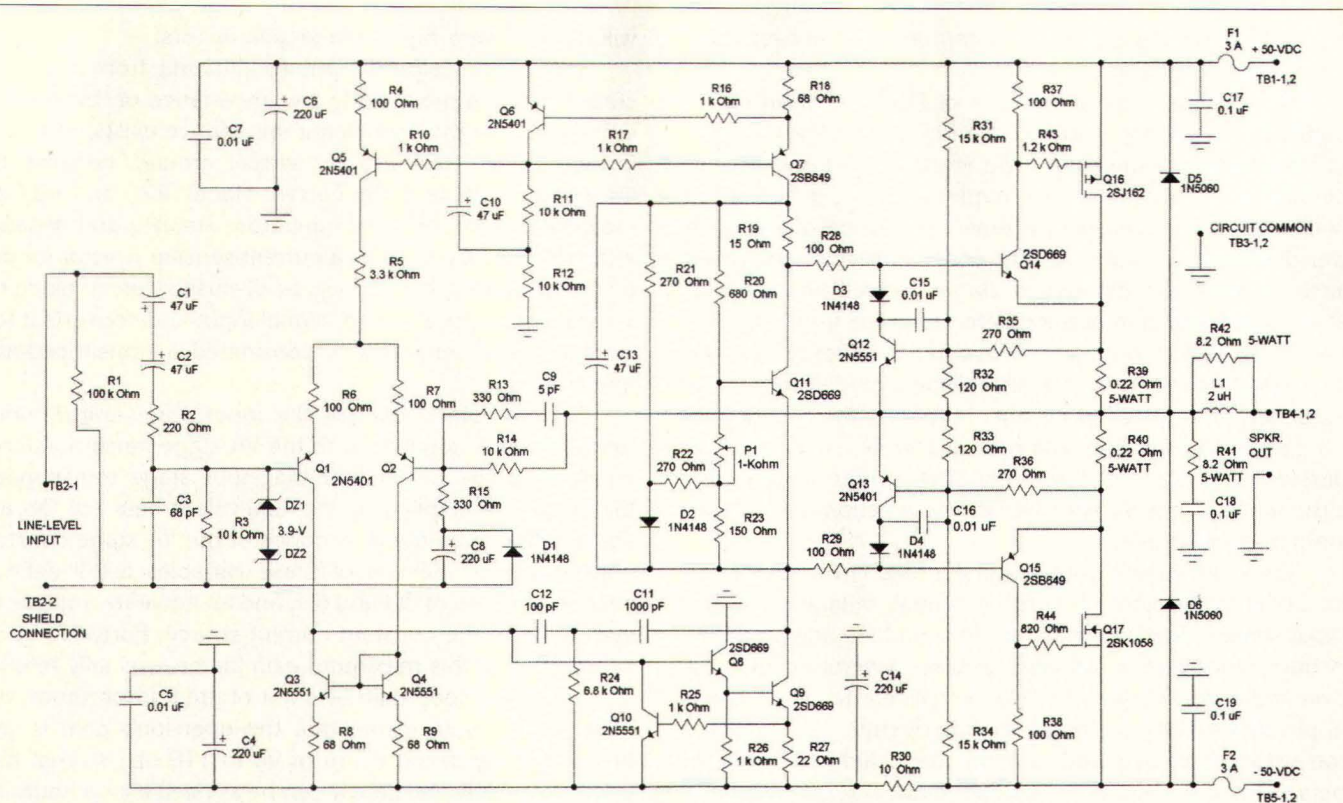 F1
3 A
+ 50-VDC
TB1-1,2
C7
0.01 uF
C6
220 uF
R4
100 Ohm
Q6
2N5401
R16
1 k Ohm
R18
68 Ohm
R37
100 Ohm
C17
0.1 uF
R10
1 k Ohm
R17
1 k Ohm
Q5
2N5401
Q7
2SB649
R31
15 k Ohm
R43
1.2 k Ohm
Q16
2SJ162
D5
1N5060
C10
47 uF
R11
10 k Ohm
R19
15 Ohm
R28
100 Ohm
2SD669
Q14
CIRCUIT COMMON
TB3-1,2
R5
3.3 k Ohm
R12
10 k Ohm
R21
270 Ohm
R20
680 Ohm
D3
1N4148
C15
0.01 uF
C1
47 uF
C2
47 uF
C13
47 uF
Q12
2N5551
R35
270 Ohm
R42
8.2 Ohm
5-WATT
R1
100 k Ohm
R2
220 Ohm
R6
100 Ohm
R7
100 Ohm
R13
330 Ohm
C9
5 pF
Q11
2SD669
R32
120 Ohm
R39
0.22 Ohm
5-WATT
L1
2 uH
TB4-1,2
R14
10 k Ohm
P1
1-Kohm
R33
120 Ohm
R40
0.22 Ohm
5-WATT
SPKR.
OUT
Q1
Q2
2N5401
R22
270 Ohm
Q13
2N5401
R36
270 Ohm
R41
8.2 Ohm
5-WATT
TB2-1
LINE-LEVEL
INPUT
C3
68 pF
R3
10 k Ohm
DZ1
3.9-V
DZ2
R15
330 Ohm
D2
1N4148
R23
150 Ohm
C16
0.01 uF
C18
0.1 uF
C8
220 uF
D1
1N4148
R29
100 Ohm
D4
1N4148
Q15
2SB649
TB2-2
SHIELD
CONNECTION
C12
100 pF
C11
1000 pF
R44
820 Ohm
Q17
2SK1058
D6
1N5060
2SD669
Q8
Q3
2N5551
Q4
2N5551
R24
6.8 k Ohm
Q9
2SD669
C14
220 uF
C5
0.01 uF
R25
1 k Ohm
Q10
2N5551
C19
0.1 uF
C4
220 uF
R8
68 Ohm
R9
68 Ohm
R26
1 k Ohm
R27
22 Ohm
R30
10 Ohm
R34
15 k Ohm
R38
100 Ohm
F2
3 A
- 50-VDC
TB5-1,2